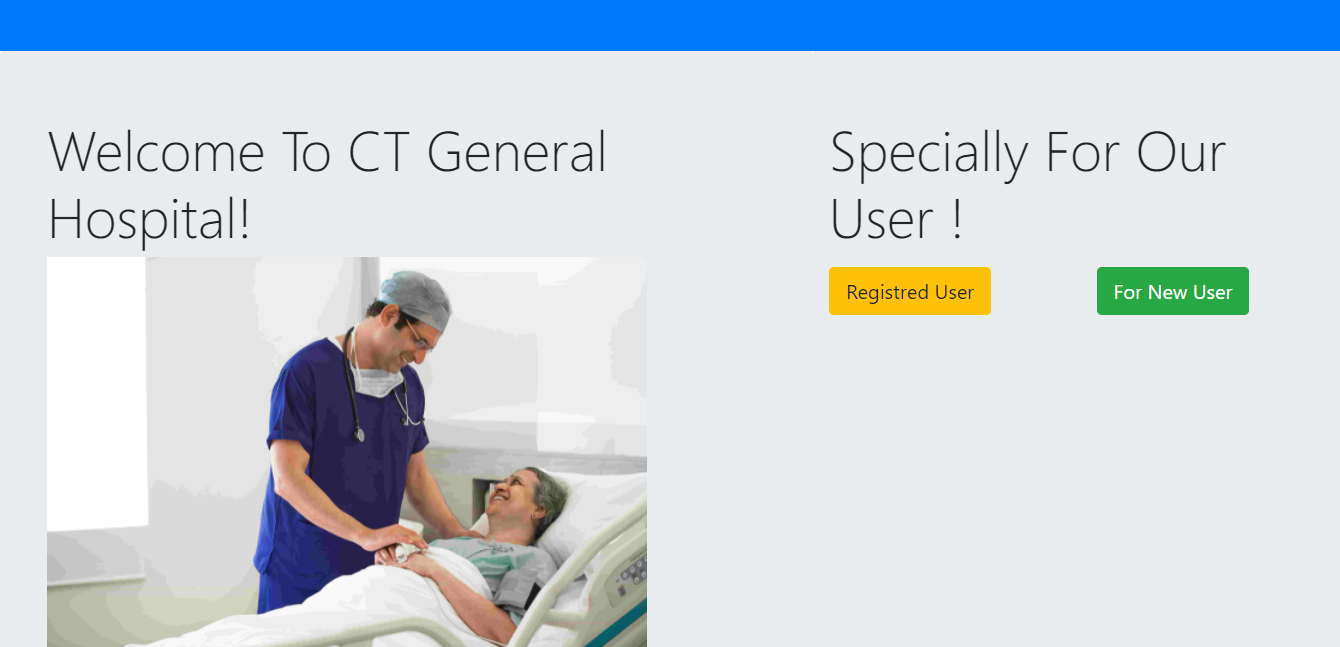 Welcome To CT General
Hospital!
Specially For Our
User !
Registred User
For New User